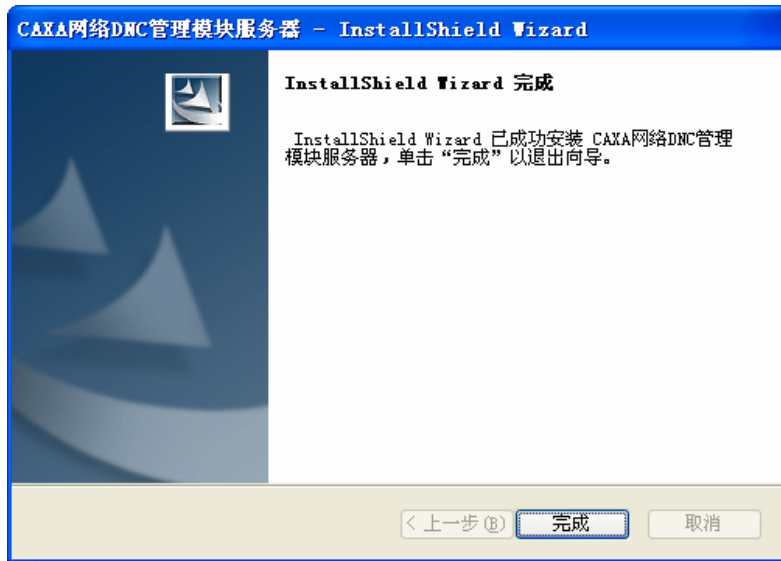 CAXA网络DNC管理模块服务器 - InstallShield Wizard
InstallShield Wizard 完成
InstallShield Wizard 已成功安装 CAXA网络DNC管理
模块服务器，单击“完成”以退出向导。
< 上一步(B) 完成 取消